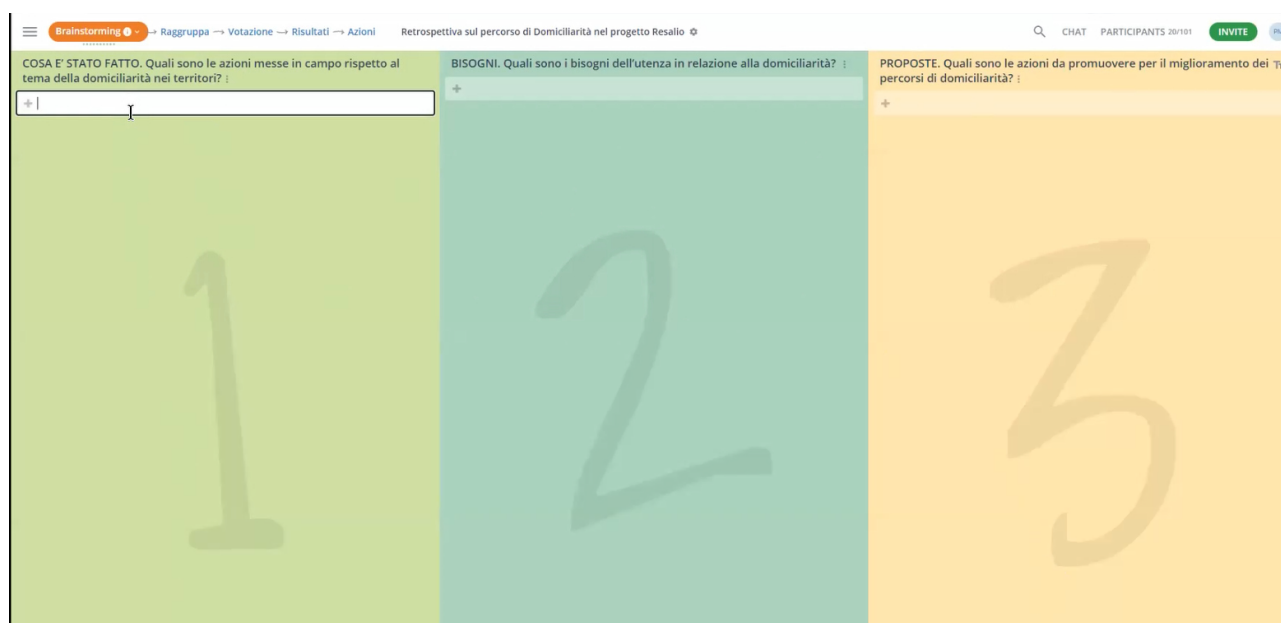 Brainstorming → Raggruppa → Votazione → Risultati → Azioni Retrospettiva sul percorso di Domiciliarità nel progetto Resalio CHAT PARTICIPANTS 20/101 INVITE
COSA E' STATO FATTO. Quali sono le azioni messe in campo rispetto al
tema della domiciliarità nei territori?
+
BISOGNI. Quali sono i bisogni dell'utenza in relazione alla domiciliarità?
+
PROPOSTE. Quali sono le azioni da promuovere per il miglioramento dei
percorsi di domiciliarità?
+
1
2
3